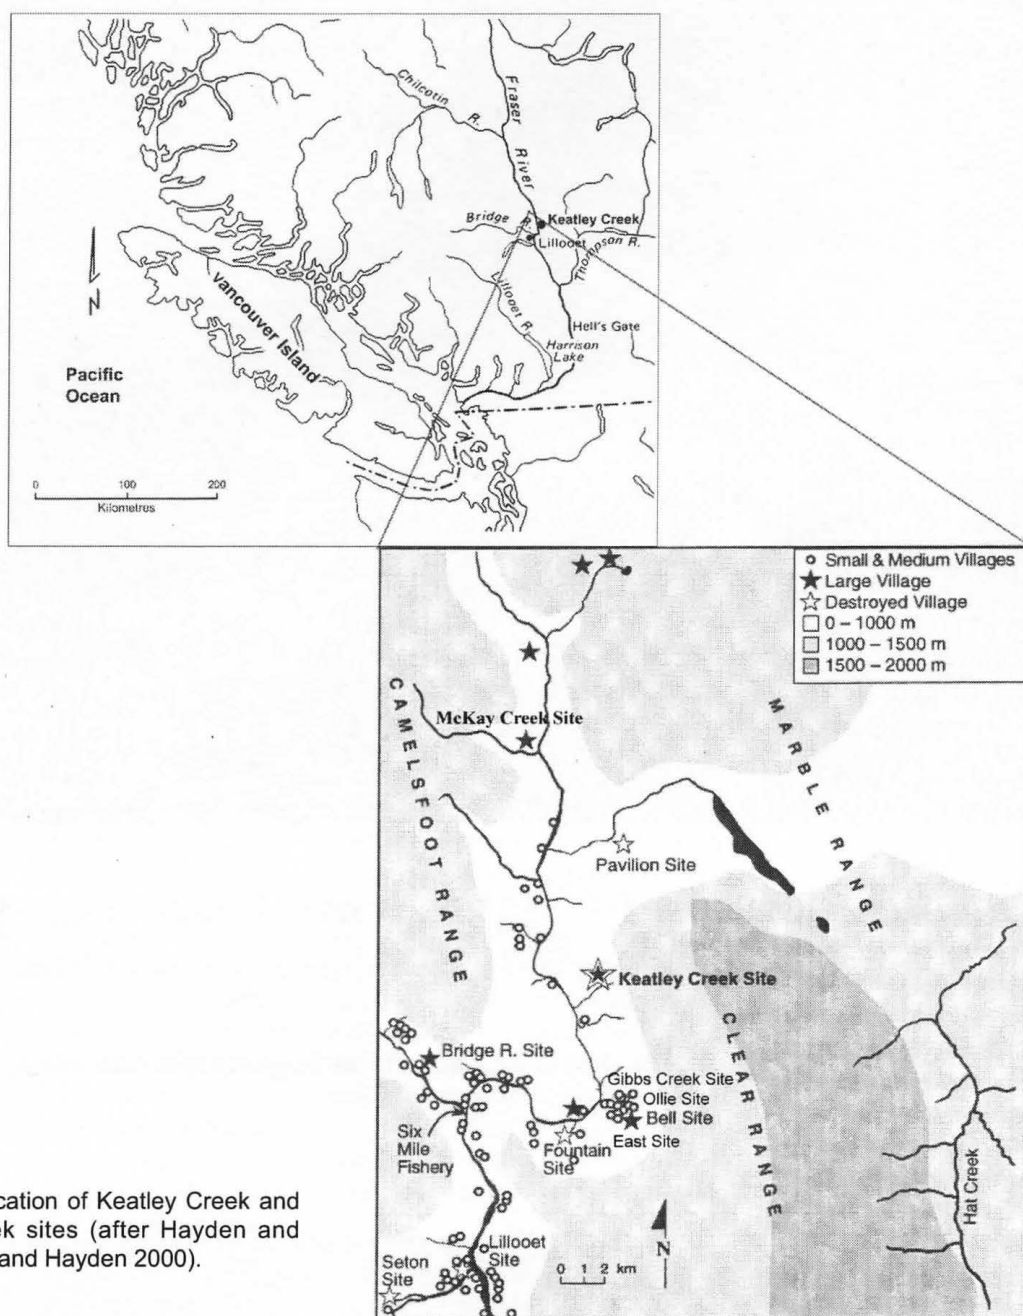 Chilcotin
R.
Fraser
River
Bridge R.
Keatley Creek
Lillooet
Thompson R.
Lillooet R.
Hell's Gate
Harrison
Lake
Vancouver Island
N
Pacific
Ocean
0 100 200
Kilometres
Small & Medium Villages
Large Village
Destroyed Village
0 – 1000 m
1000 – 1500 m
1500 – 2000 m
CAMELSFOOT RANGE
McKay Creek Site
MARBLE RANGE
Pavilion Site
Keatley Creek Site
CLEAR RANGE
Bridge R. Site
Gibbs Creek Site
Ollie Site
Bell Site
East Site
Six
Mile
Fishery
Fountain
Site
Hat Creek
Lillooet
Site
Seton
Site
N
0 1 2 km
cation of Keatley Creek and
ek sites (after Hayden and
and Hayden 2000).